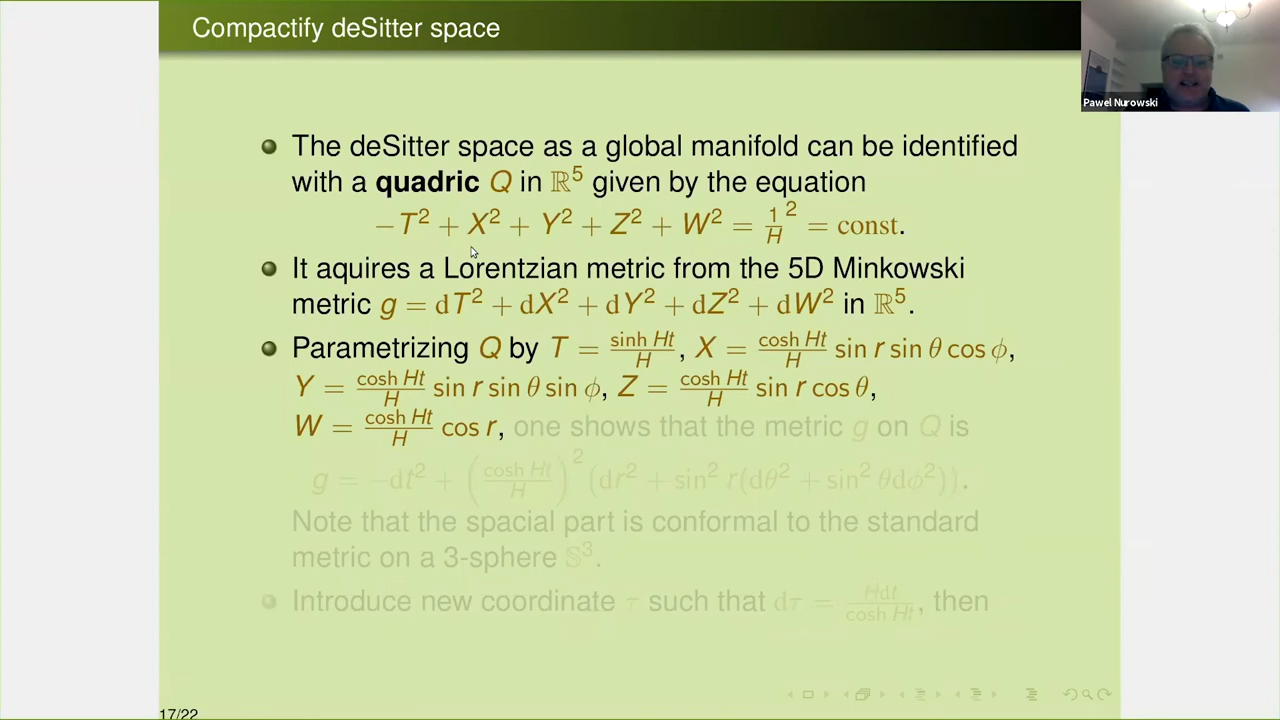 Compactify deSitter space
Pawel Nurowski
The deSitter space as a global manifold can be identified
with a quadric Q in ℝ⁵ given by the equation
−T² + X² + Y² + Z² + W² = 1/H ² = const.
It aquires a Lorentzian metric from the 5D Minkowski
metric g = dT² + dX² + dY² + dZ² + dW² in ℝ⁵.
Parametrizing Q by T = sinh Ht/H, X = cosh Ht/H sin r sin θ cos ϕ,
Y = cosh Ht/H sin r sin θ sin ϕ, Z = cosh Ht/H sin r cos θ,
W = cosh Ht/H cos r, one shows that the metric g on Q is
g = −dt² + (cosh Ht/H)² (dr² + sin² r(dθ² + sin² θdϕ²)).
Note that the spacial part is conformal to the standard
metric on a 3-sphere 𝕊³.
Introduce new coordinate τ such that dτ = Hdt/cosh Ht, then
17/22